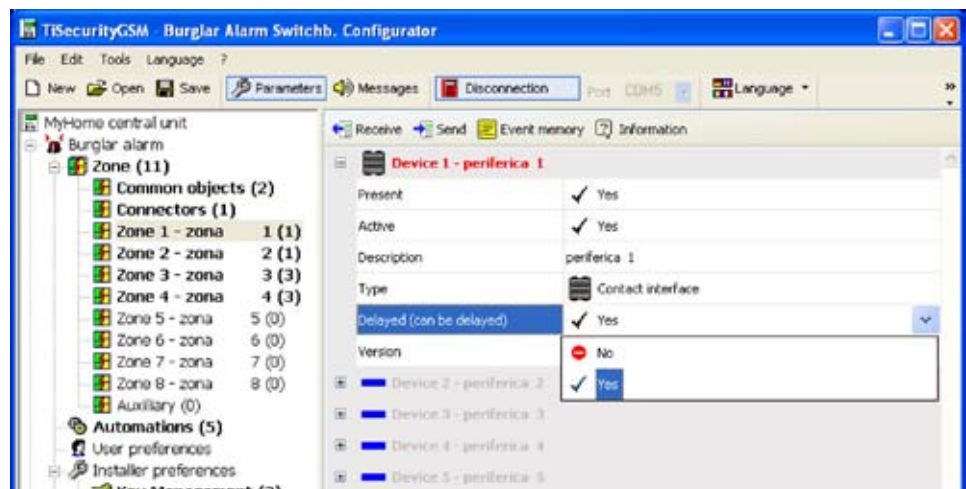 TiSecurityGSM - Burglar Alarm Switchb. Configurator
File Edit Tools Language ?
New Open Save Parameters Messages Disconnection Port COM5 Language »
MyHome central unit
Burglar alarm
Zone (11)
Common objects (2)
Connectors (1)
Zone 1 - zona 1 (1)
Zone 2 - zona 2 (1)
Zone 3 - zona 3 (3)
Zone 4 - zona 4 (3)
Zone 5 - zona 5 (0)
Zone 6 - zona 6 (0)
Zone 7 - zona 7 (0)
Zone 8 - zona 8 (0)
Auxiliary (0)
Automations (5)
User preferences
Installer preferences
Key Management (2)
Receive Send Event memory Information
Device 1 - periferica 1
Present Yes
Active Yes
Description periferica 1
Type Contact interface
Delayed (can be delayed) Yes
Version
No
Yes
Device 2 - periferica 2
Device 3 - periferica 3
Device 4 - periferica 4
Device 5 - periferica 5